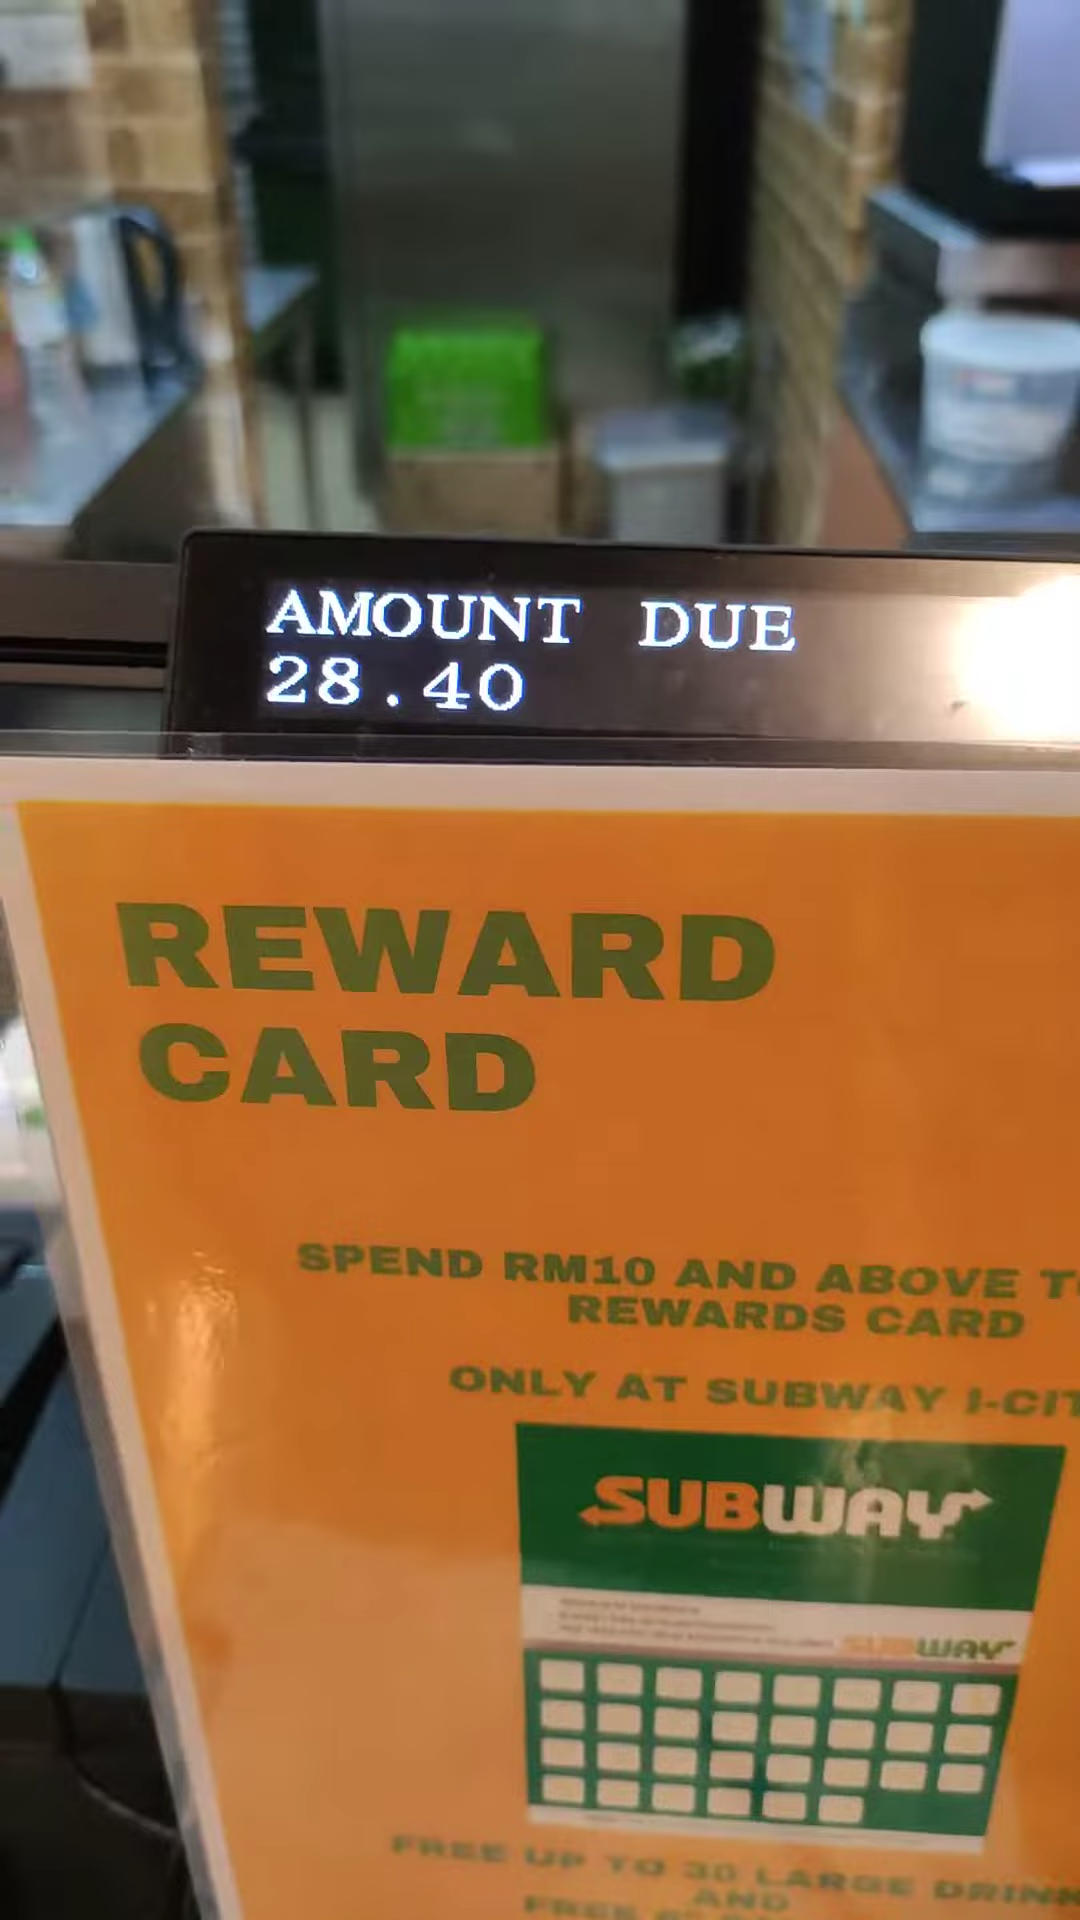 AMOUNT DUE
28.40
REWARD
CARD
SPEND RM10 AND ABOVE
REWARDS CARD
ONLY AT SUBWAY
SUBWAY
SUBWAY
FREE UP TO 30 LARGE
AND
FREE